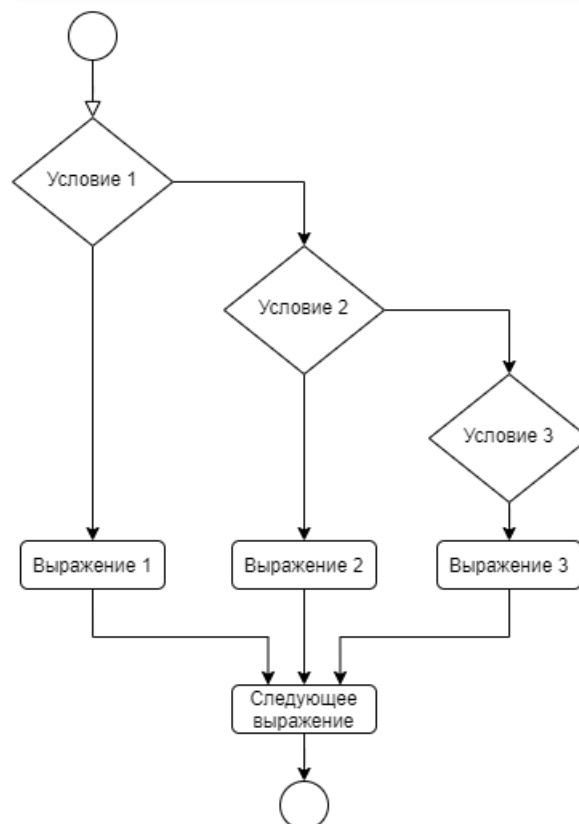 Условие 1
Условие 2
Условие 3
Выражение 1
Выражение 2
Выражение 3
Следующее
выражение